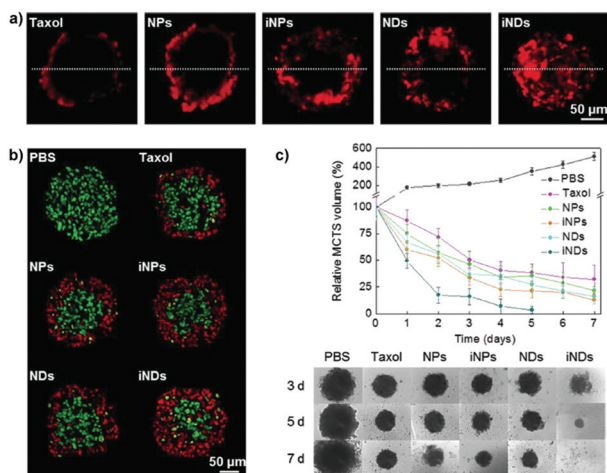 a)
Taxol NPs iNPs NDs iNDs
50 µm
b)
PBS Taxol
NPs iNPs
NDs iNDs
50 µm
c)
Relative MCTS volume (%)
600
400
200
100
75
50
25
0
PBS
Taxol
NPs
iNPs
NDs
iNDs
0 1 2 3 4 5 6 7
Time (days)
PBS Taxol NPs iNPs NDs iNDs
3 d
5 d
7 d